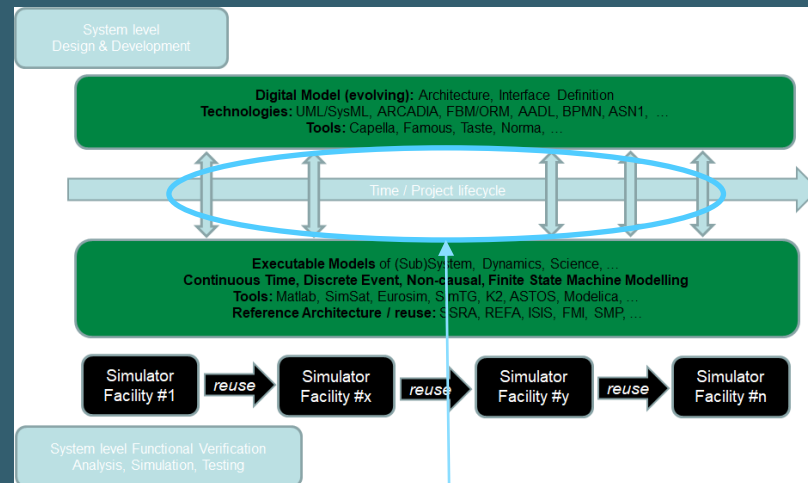 System level
Design & Development
Digital Model (evolving): Architecture, Interface Definition
Technologies: UML/SysML, ARCADIA, FBM/ORM, AADL, BPMN, ASN1, …
Tools: Capella, Famous, Taste, Norma, …
Time / Project lifecycle
Executable Models of (Sub)System, Dynamics, Science, …
Continuous Time, Discrete Event, Non-causal, Finite State Machine Modelling
Tools: Matlab, SimSat, Eurosim, SimTG, K2, ASTOS, Modelica, …
Reference Architecture / reuse: SSRA, REFA, ISIS, FMI, SMP, …
Simulator
Facility #1
reuse
Simulator
Facility #x
reuse
Simulator
Facility #y
reuse
Simulator
Facility #n
System level Functional Verification
Analysis, Simulation, Testing